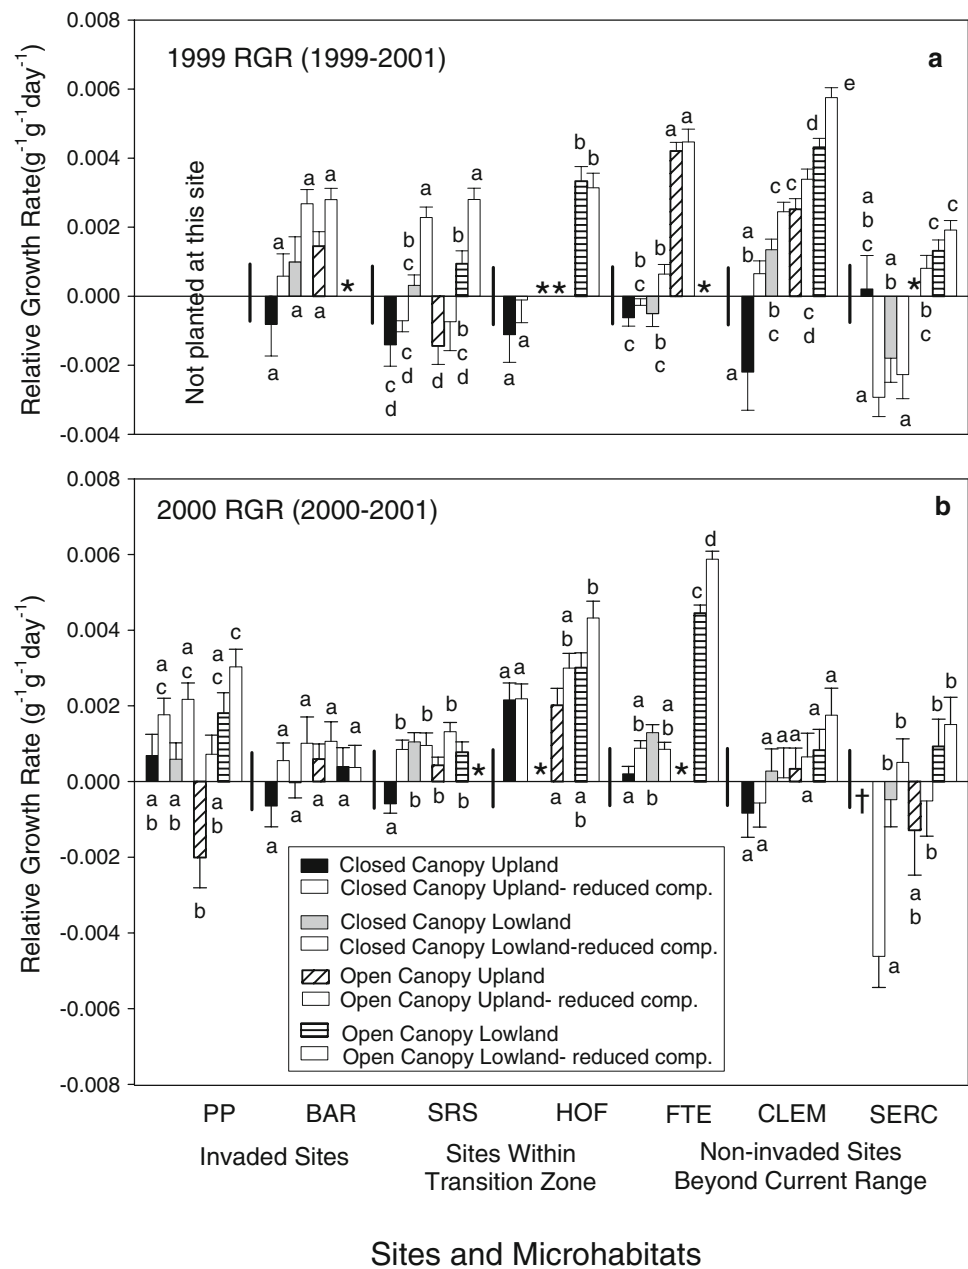 0.008
1999 RGR (1999-2001)
a
0.006
0.004
0.002
0.000
-0.002
-0.004
Relative Growth Rate(g⁻¹g⁻¹day⁻¹)
Not planted at this site
a a a a a a *
a b c b a b c d c d d b c d
** b b a a
a a * b c b c b c c
e d c c a b c d b c a
a b c a b * c c b c a a
0.008
2000 RGR (2000-2001)
b
0.006
0.004
0.002
0.000
-0.002
-0.004
-0.006
-0.008
Relative Growth Rate (g⁻¹g⁻¹day⁻¹)
a c a c a c c
a b a b b a b
a a a a a a a
b b b * a b b b
a a * a b b a a b
a b a b * c d a b
a a a a a a a a
† b b b b a b a b
Closed Canopy Upland
Closed Canopy Upland- reduced comp.
Closed Canopy Lowland
Closed Canopy Lowland-reduced comp.
Open Canopy Upland
Open Canopy Upland- reduced comp.
Open Canopy Lowland
Open Canopy Lowland- reduced comp.
PP BAR SRS HOF FTE CLEM SERC
Invaded Sites
Sites Within
Transition Zone
Non-invaded Sites
Beyond Current Range
Sites and Microhabitats